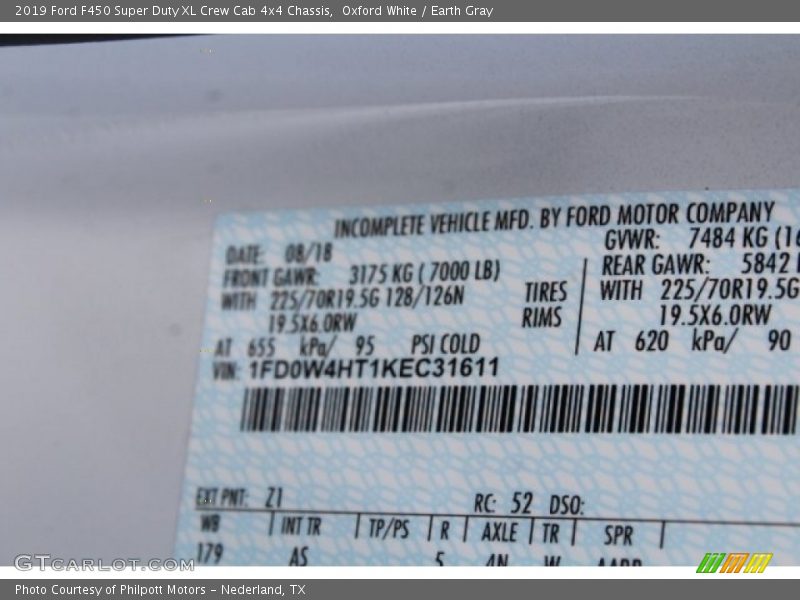 2019 Ford F450 Super Duty XL Crew Cab 4x4 Chassis,  Oxford White / Earth Gray
INCOMPLETE VEHICLE MFD. BY FORD MOTOR COMPANY
DATE: 08/18
GVWR: 7484 KG (16
FRONT GAWR: 3175 KG ( 7000 LB)
REAR GAWR: 5842
WITH 225/70R19.5G 128/126N TIRES
WITH 225/70R19.5G
19.5X6.0RW RIMS
19.5X6.0RW
AT 655 kPa/ 95 PSI COLD
AT 620 kPa/ 90
VIN: 1FD0W4HT1KEC31611
EXT PNT: Z1 RC: 52 DSO:
WB INT TR TP/PS R AXLE TR SPR
179 AS 5 4N W AADD
GTCARLOT.COM
Photo Courtesy of Philpott Motors - Nederland, TX